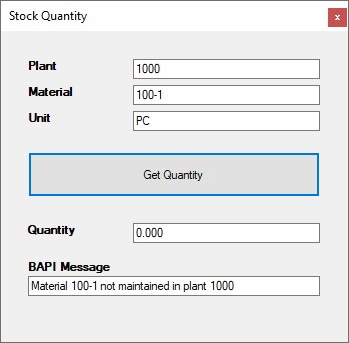 Stock Quantity
x
Plant 1000
Material 100-1
Unit PC
Get Quantity
Quantity 0.000
BAPI Message
Material 100-1 not maintained in plant 1000